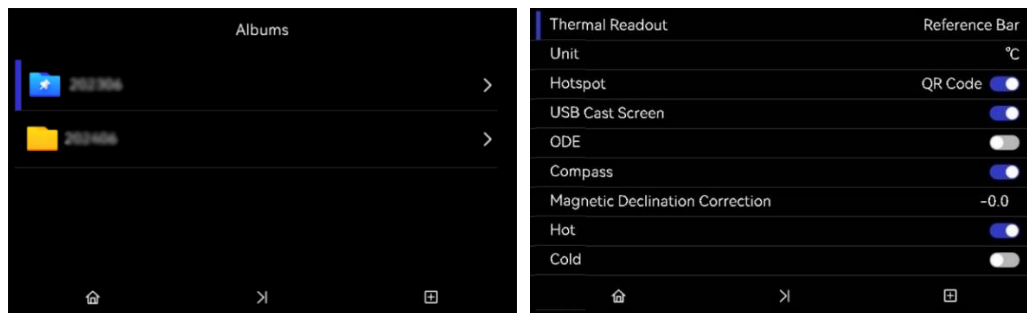 Albums
Thermal Readout Reference Bar
Unit °C
Hotspot QR Code
USB Cast Screen
ODE
Compass
Magnetic Declination Correction -0.0
Hot
Cold